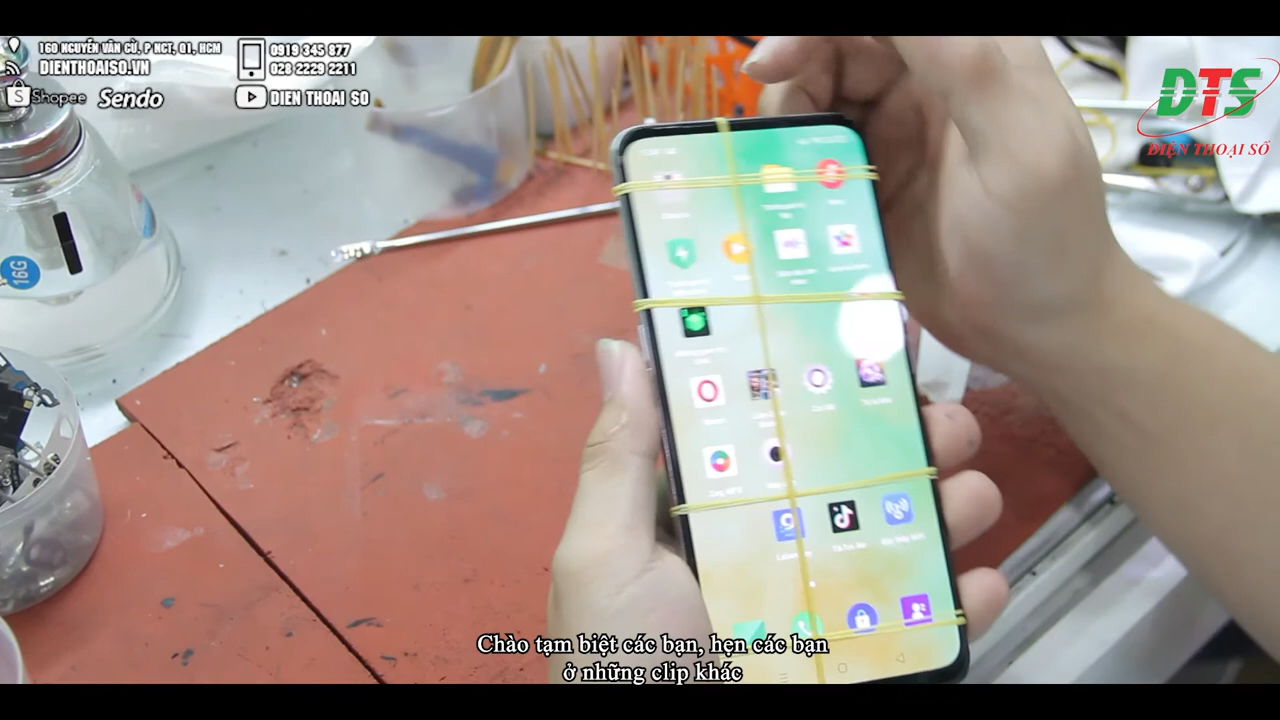 160 NGUYỄN VĂN CỪ, P NCT, Q1, HCM
DIENTHOAISO.VN
Shopee Sendo
0919 345 877
028 2229 2211
DIEN THOAI SO
DTS
ĐIỆN THOẠI SỐ
16G
Chào tạm biệt các bạn, hẹn các bạn
ở những clip khác